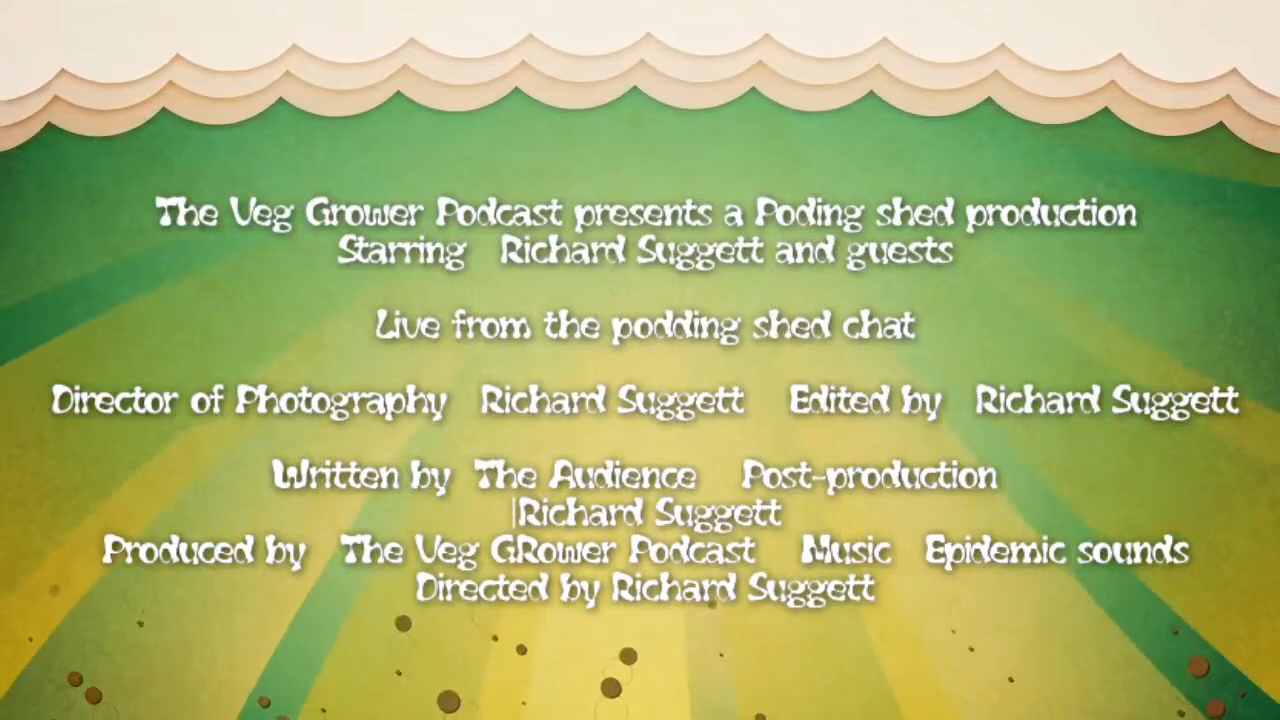 The Veg Grower Podcast presents a Poding shed production
Starring Richard Suggett and guests
Live from the podding shed chat
Director of Photography Richard Suggett Edited by Richard Suggett
Written by The Audience Post-production
|Richard Suggett
Produced by The Veg GRower Podcast Music Epidemic sounds
Directed by Richard Suggett